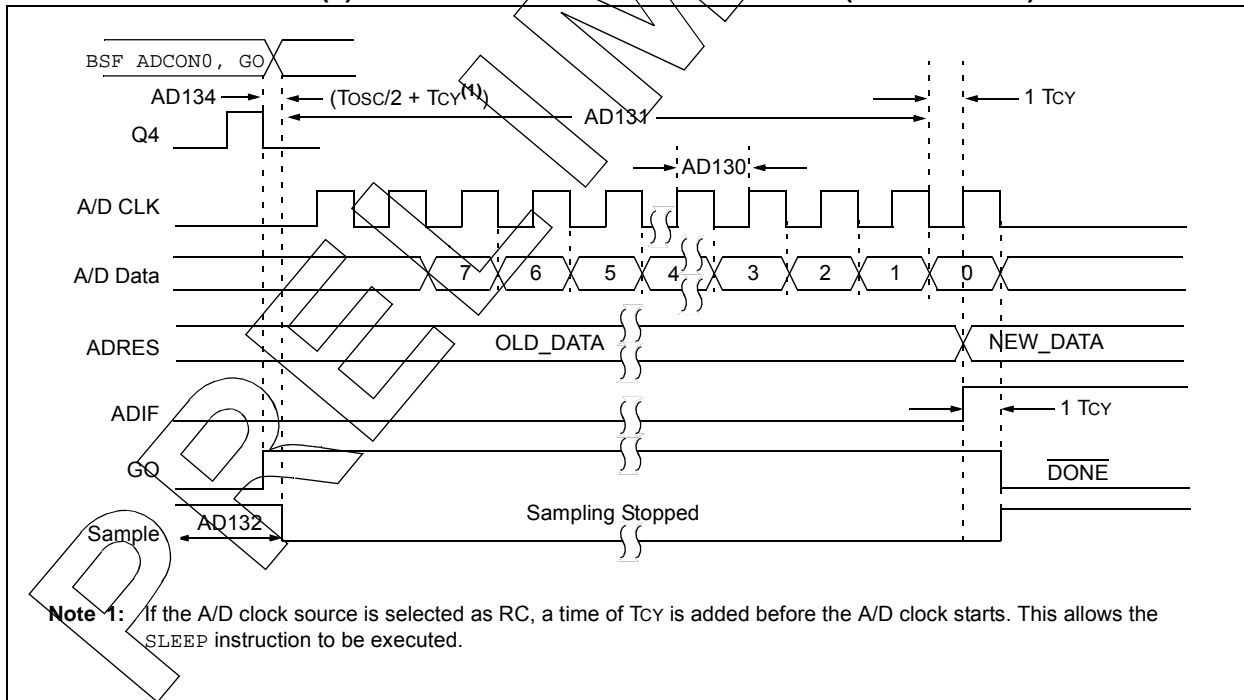 BSF ADCON0, GO
AD134
(TOSC/2 + TCY(1))
AD131
1 TCY
Q4
AD130
A/D CLK
A/D Data
7
6
5
4
3
2
1
0
ADRES
OLD_DATA
NEW_DATA
ADIF
1 TCY
GO
DONE
Sample
AD132
Sampling Stopped
Note 1: If the A/D clock source is selected as RC, a time of TCY is added before the A/D clock starts. This allows the
SLEEP instruction to be executed.